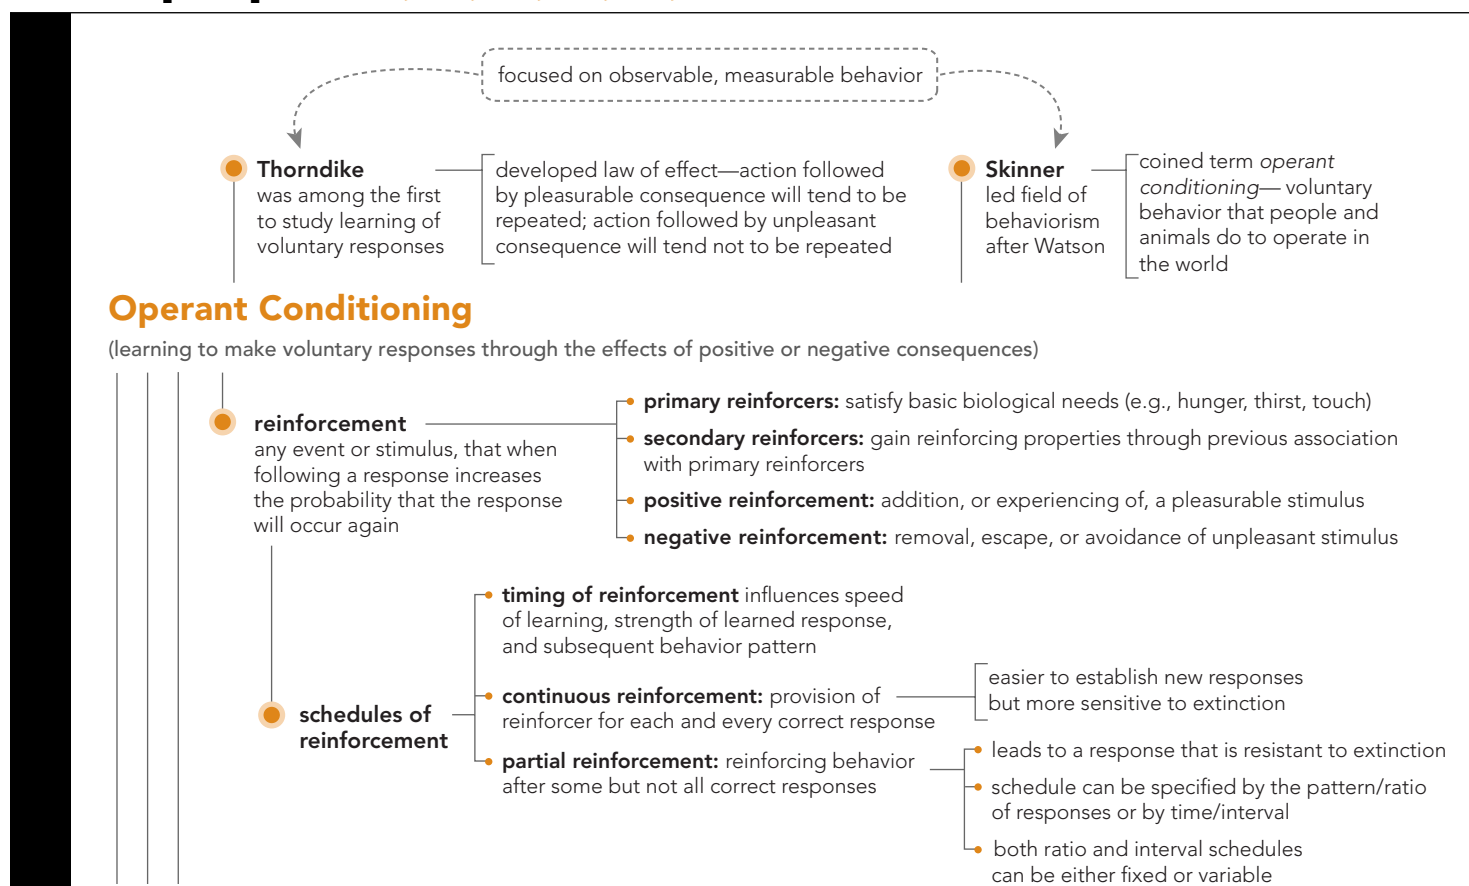 focused on observable, measurable behavior
Thorndike
was among the first
to study learning of
voluntary responses
developed law of effect—action followed
by pleasurable consequence will tend to be
repeated; action followed by unpleasant
consequence will tend not to be repeated
Skinner
led field of
behaviorism
after Watson
coined term operant
conditioning— voluntary
behavior that people and
animals do to operate in
the world
Operant Conditioning
(learning to make voluntary responses through the effects of positive or negative consequences)
reinforcement
any event or stimulus, that when
following a response increases
the probability that the response
will occur again
primary reinforcers: satisfy basic biological needs (e.g., hunger, thirst, touch)
secondary reinforcers: gain reinforcing properties through previous association
with primary reinforcers
positive reinforcement: addition, or experiencing of, a pleasurable stimulus
negative reinforcement: removal, escape, or avoidance of unpleasant stimulus
schedules of
reinforcement
timing of reinforcement influences speed
of learning, strength of learned response,
and subsequent behavior pattern
continuous reinforcement: provision of
reinforcer for each and every correct response
easier to establish new responses
but more sensitive to extinction
partial reinforcement: reinforcing behavior
after some but not all correct responses
leads to a response that is resistant to extinction
schedule can be specified by the pattern/ratio
of responses or by time/interval
both ratio and interval schedules
can be either fixed or variable